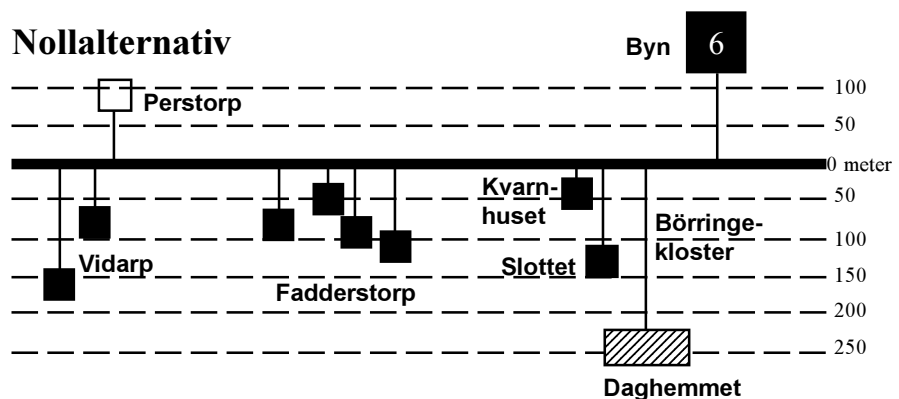 Nollalternativ
Byn
6
100
Perstorp
50
0 meter
Kvarn-
huset
50
Börringe-
kloster
100
Vidarp
Slottet
150
Fadderstorp
200
250
Daghemmet